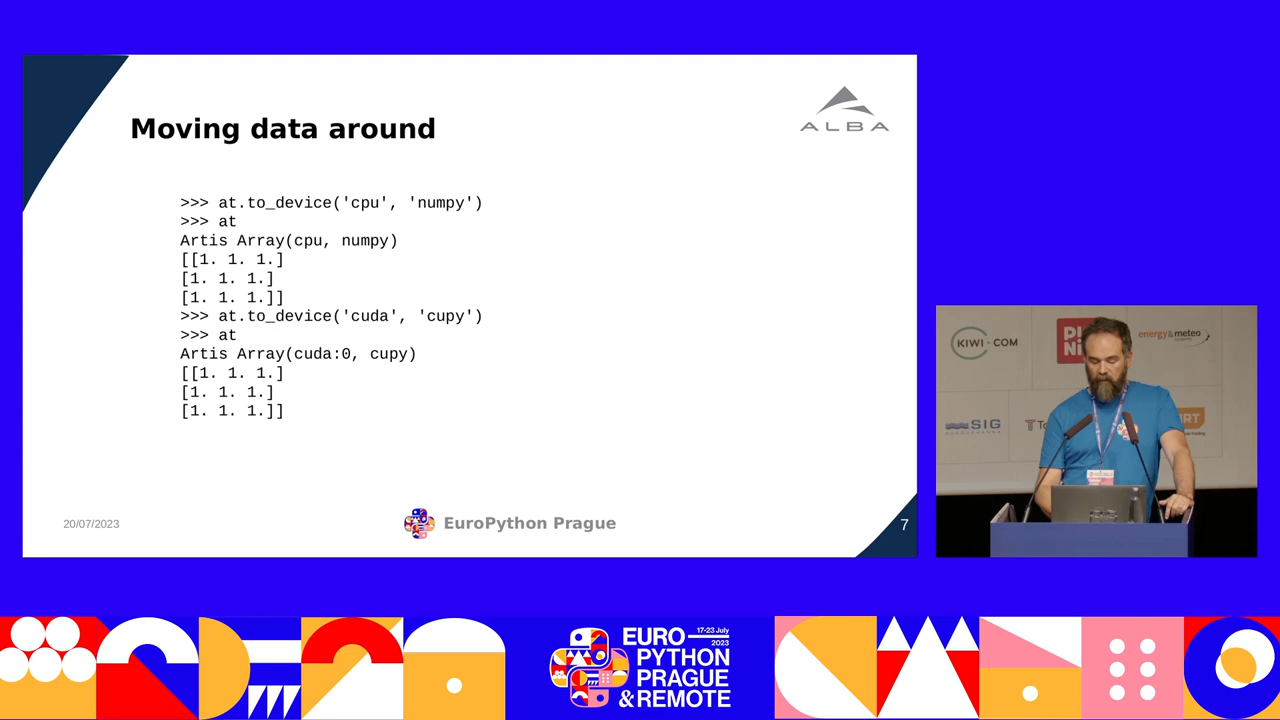 Moving data around
ALBA
>>> at.to_device('cpu', 'numpy')
>>> at
Artis Array(cpu, numpy)
[[1. 1. 1.]
[1. 1. 1.]
[1. 1. 1.]]
>>> at.to_device('cuda', 'cupy')
>>> at
Artis Array(cuda:0, cupy)
[[1. 1. 1.]
[1. 1. 1.]
[1. 1. 1.]]
20/07/2023
EuroPython Prague
7
KIWI.COM
energy & meteo
SIG
EURO
17-23 July
2023
PYTHON
PRAGUE
& REMOTE